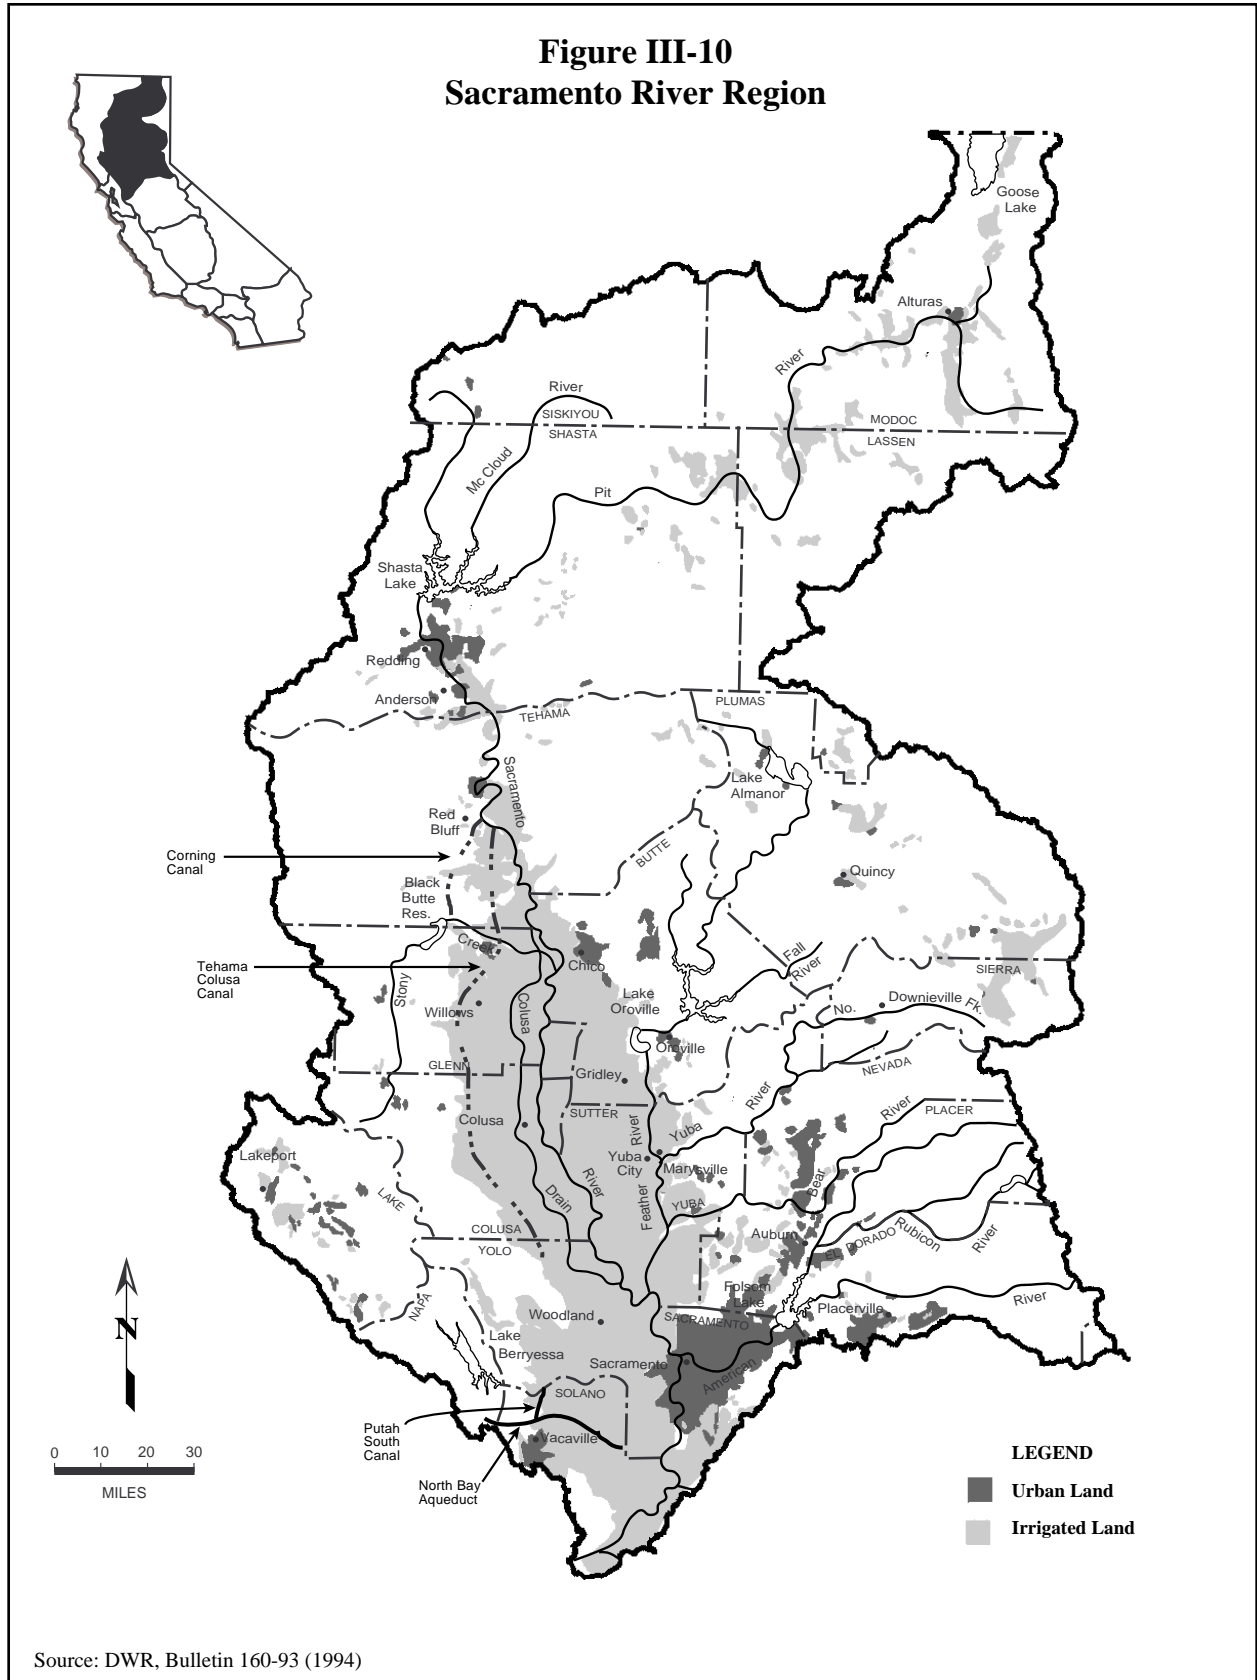 Figure III-10
Sacramento River Region
Goose
Lake
Alturas
River
River
SISKIYOU
SHASTA
MODOC
LASSEN
Mc Cloud
Pit
Shasta
Lake
Redding
Anderson
TEHAMA
PLUMAS
Sacramento
Lake
Almanor
Red
Bluff
Corning
Canal
BUTTE
Black
Butte
Res.
Quincy
Creek
Chico
Fall
River
SIERRA
Tehama
Colusa
Canal
Stony
Willows
Colusa
Lake
Oroville
No.
Downieville
Fk.
Oroville
GLENN
Gridley
NEVADA
SUTTER
River
River
River
PLACER
Colusa
Yuba
Lakeport
Yuba
City
Marysville
Bear
LAKE
Drain
River
Feather
YUBA
COLUSA
YOLO
Auburn
EL DORADO
Rubicon
River
NAPA
Folsom
Lake
Placerville
River
N
Woodland
SACRAMENTO
Lake
Berryessa
Sacramento
American
SOLANO
Putah
South
Canal
Vacaville
North Bay
Aqueduct
0 10 20 30
MILES
LEGEND
Urban Land
Irrigated Land
Source: DWR, Bulletin 160-93 (1994)